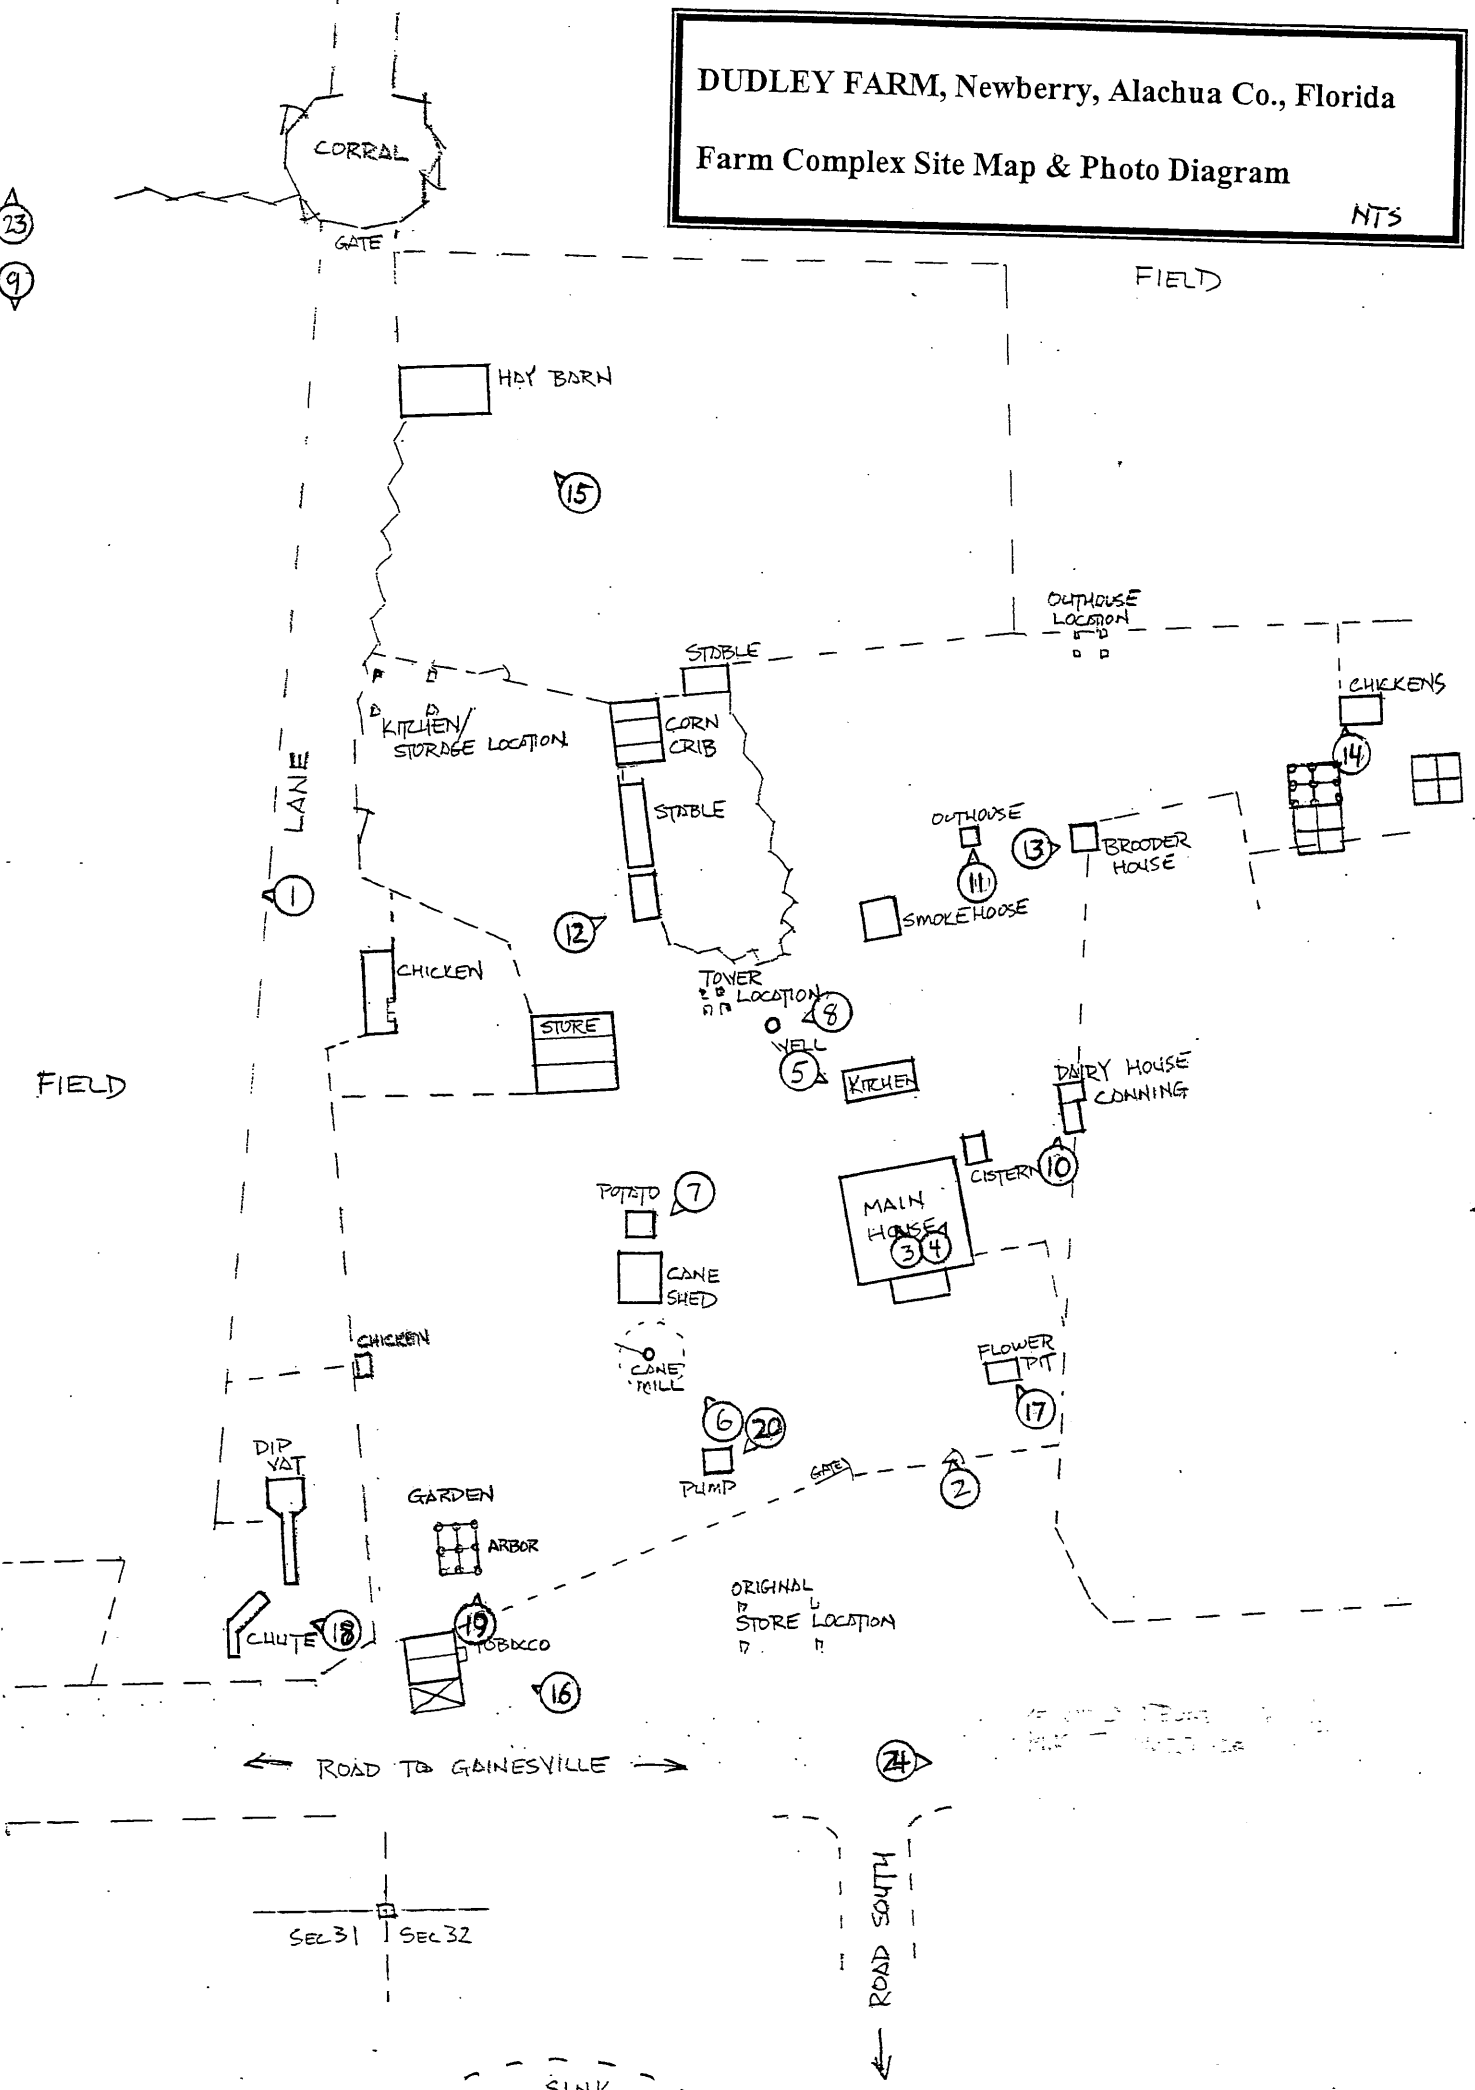 DUDLEY FARM, Newberry, Alachua Co., Florida
Farm Complex Site Map & Photo Diagram
NTS
CORRAL
GATE
23
9
FIELD
HAY BARN
15
OUTHOUSE
LOCATION
STABLE
CHICKENS
KITCHEN/
STORAGE LOCATION
CORN
CRIB
14
LANE
STABLE
OUTHOUSE
13
BROODER
HOUSE
1
11
SMOKEHOUSE
12
CHICKEN
TOWER
LOCATION
8
STORE
WELL
5
KITCHEN
FIELD
DAIRY HOUSE
CANNING
CISTERN
10
POTATO
7
MAIN
HOUSE
3
4
CANE
SHED
CHICKEN
CANE
MILL
FLOWER
PIT
17
6
20
DIP
VAT
PUMP
GATE
2
GARDEN
ARBOR
ORIGINAL
STORE LOCATION
CHUTE
18
19
TOBACCO
16
ROAD TO GAINESVILLE
24
ROAD SOUTH
SEC 31
SEC 32
SINK